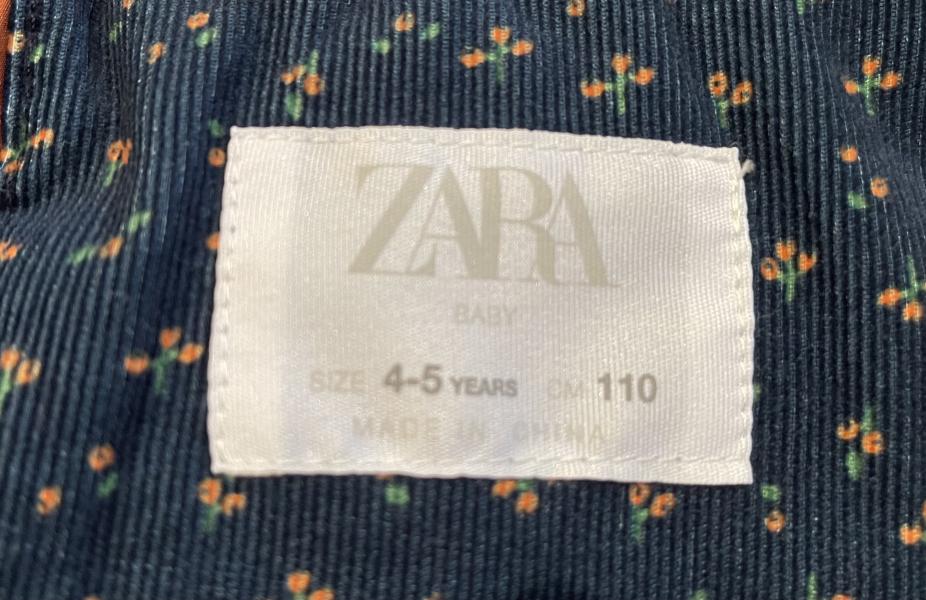 ZARA
BABY
SIZE 4-5 YEARS CM 110
MADE IN CHINA